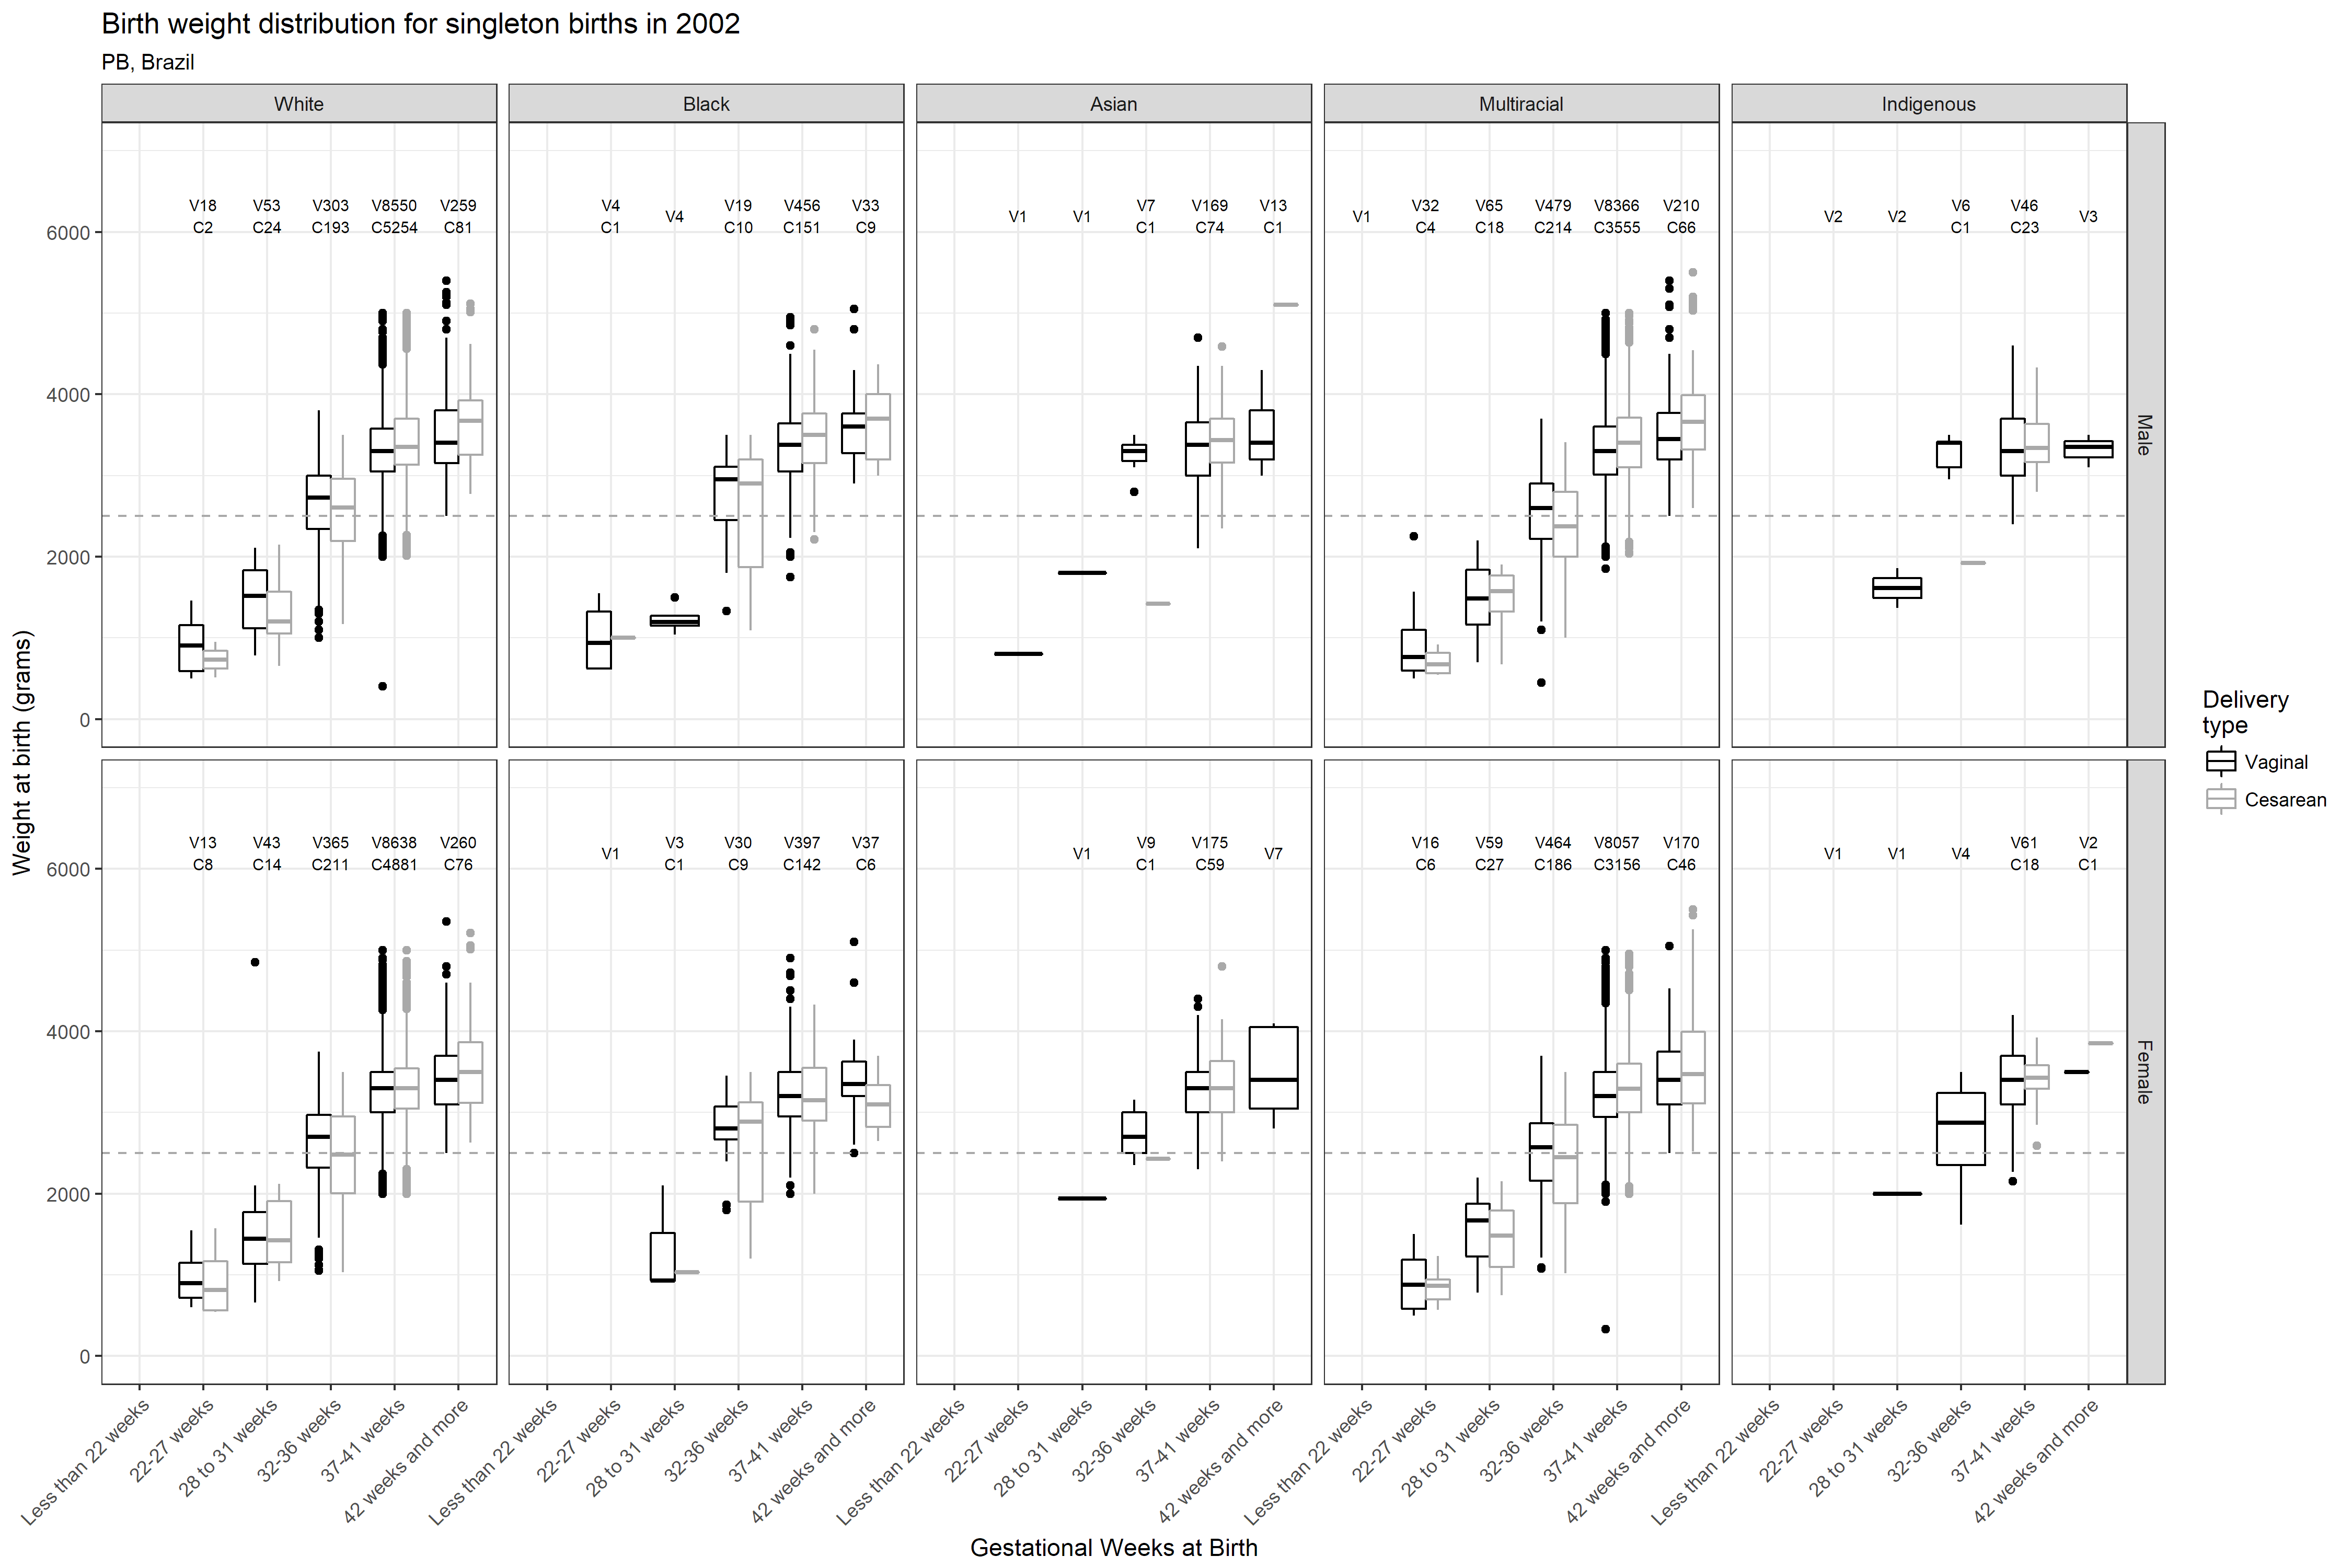 Birth weight distribution for singleton births in 2002
PB, Brazil
White
Black
Asian
Multiracial
Indigenous
Weight at birth (grams)
6000
4000
2000
0
V18
C2
V53
C24
V303
C193
V8550
C5254
V259
C81
V4
C1
V4
V19
C10
V456
C151
V33
C9
V1
V1
V7
C1
V169
C74
V13
C1
V1
V32
C4
V65
C18
V479
C214
V8366
C3555
V210
C66
V2
V2
V6
C1
V46
C23
V3
Male
6000
4000
2000
0
V13
C8
V43
C14
V365
C211
V8638
C4881
V260
C76
V1
V3
C1
V30
C9
V397
C142
V37
C6
V1
V9
C1
V175
C59
V7
V16
C6
V59
C27
V464
C186
V8057
C3156
V170
C46
V1
V1
V4
V61
C18
V2
C1
Female
Less than 22 weeks
22-27 weeks
28 to 31 weeks
32-36 weeks
37-41 weeks
42 weeks and more
Less than 22 weeks
22-27 weeks
28 to 31 weeks
32-36 weeks
37-41 weeks
42 weeks and more
Less than 22 weeks
22-27 weeks
28 to 31 weeks
32-36 weeks
37-41 weeks
42 weeks and more
Less than 22 weeks
22-27 weeks
28 to 31 weeks
32-36 weeks
37-41 weeks
42 weeks and more
Less than 22 weeks
22-27 weeks
28 to 31 weeks
32-36 weeks
37-41 weeks
42 weeks and more
Gestational Weeks at Birth
Delivery
type
Vaginal
Cesarean